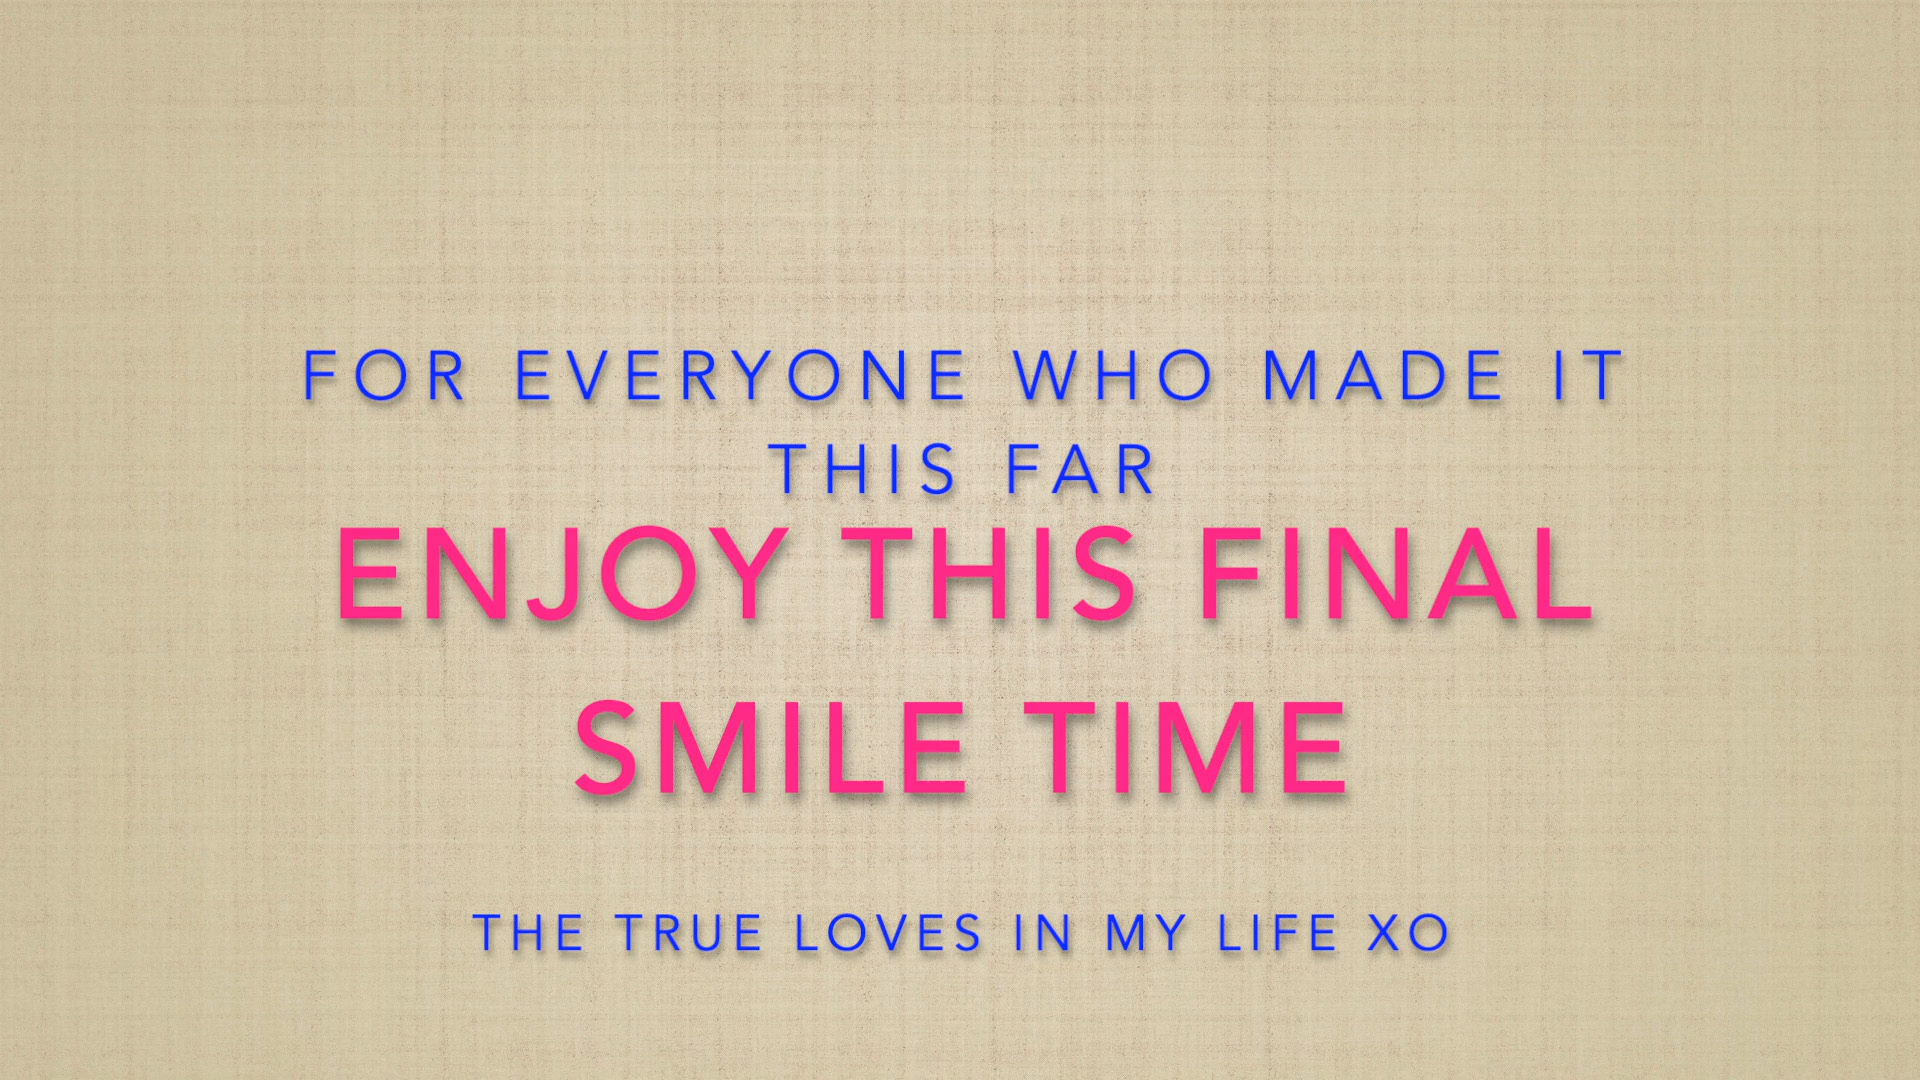 FOR EVERYONE WHO MADE IT
THIS FAR
ENJOY THIS FINAL
SMILE TIME
THE TRUE LOVES IN MY LIFE XO